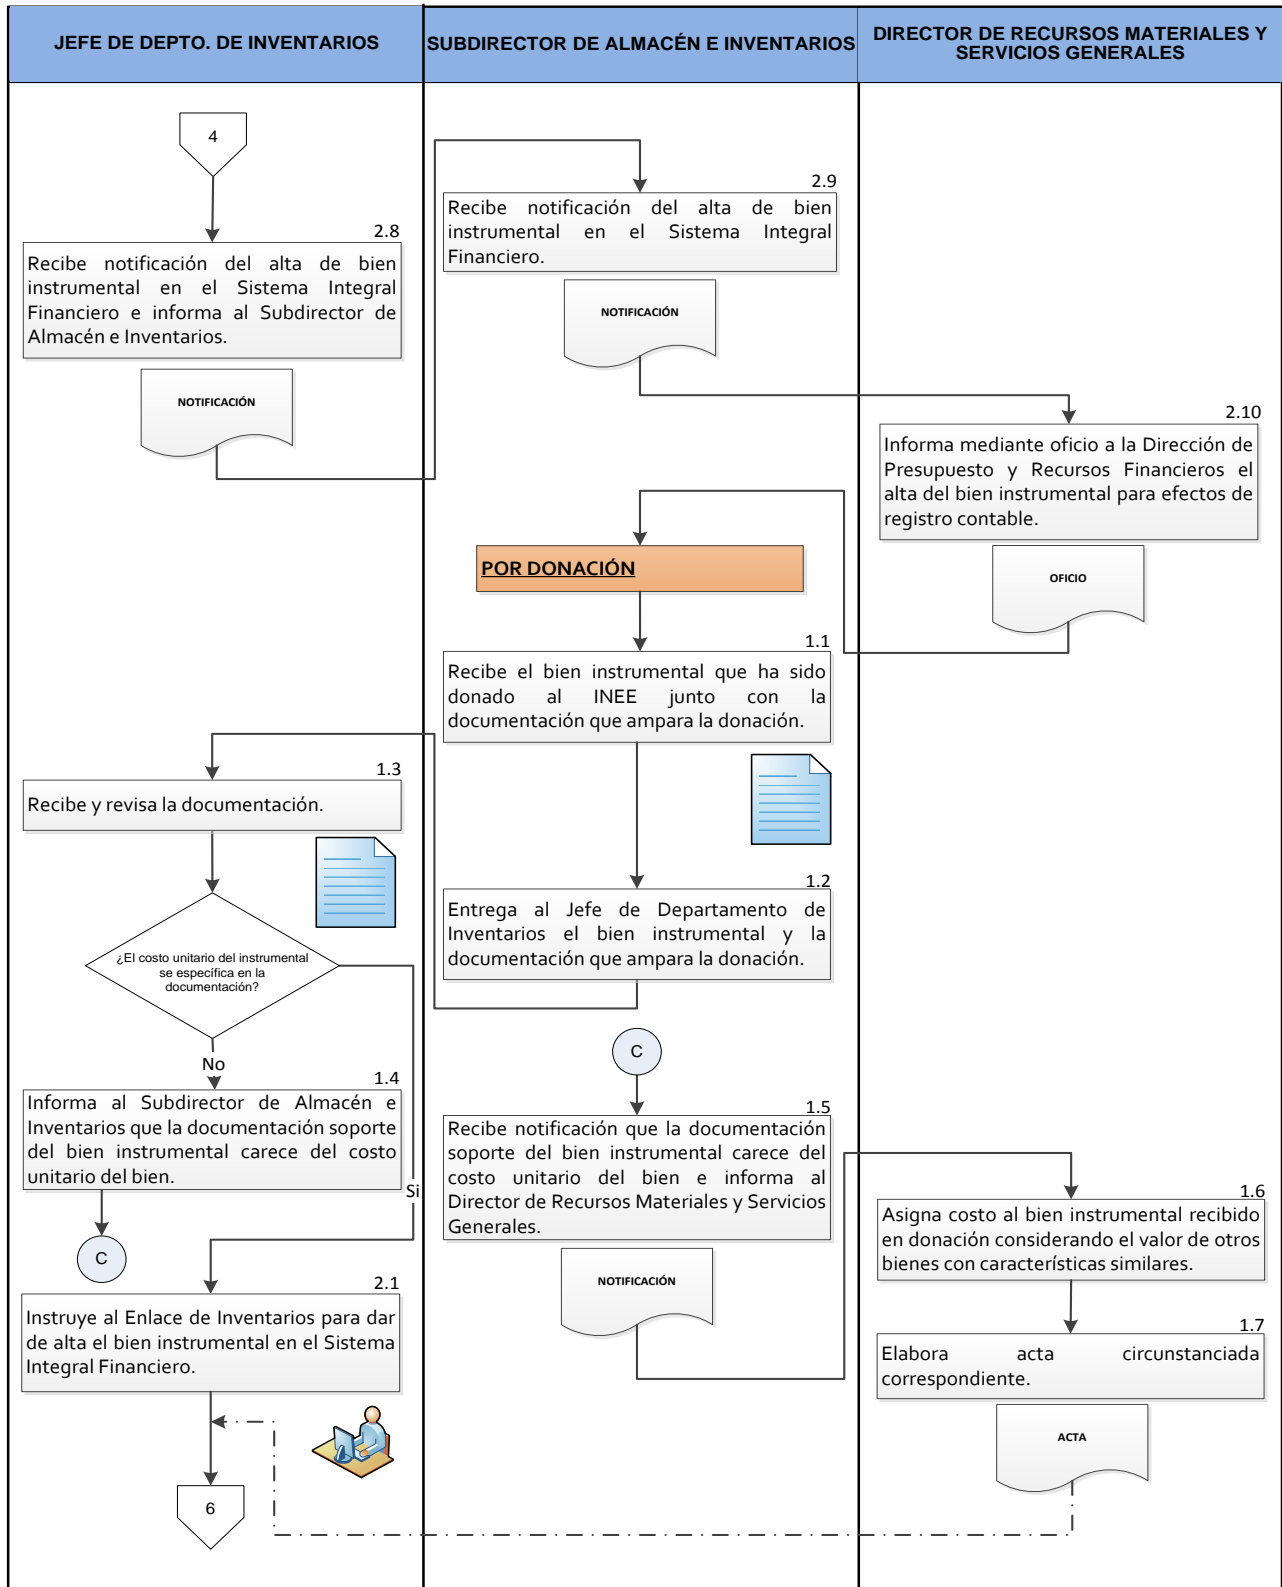 JEFE DE DEPTO. DE INVENTARIOS
SUBDIRECTOR DE ALMACÉN E INVENTARIOS
DIRECTOR DE RECURSOS MATERIALES Y
SERVICIOS GENERALES
4
2.8
Recibe notificación del alta de bien
instrumental en el Sistema Integral
Financiero e informa al Subdirector de
Almacén e Inventarios.
NOTIFICACIÓN
2.9
Recibe notificación del alta de bien
instrumental en el Sistema Integral
Financiero.
NOTIFICACIÓN
2.10
Informa mediante oficio a la Dirección de
Presupuesto y Recursos Financieros el
alta del bien instrumental para efectos de
registro contable.
OFICIO
POR DONACIÓN
1.1
Recibe el bien instrumental que ha sido
donado al INEE junto con la
documentación que ampara la donación.
1.2
Entrega al Jefe de Departamento de
Inventarios el bien instrumental y la
documentación que ampara la donación.
1.3
Recibe y revisa la documentación.
¿El costo unitario del instrumental
se específica en la
documentación?
No
Si
1.4
Informa al Subdirector de Almacén e
Inventarios que la documentación soporte
del bien instrumental carece del costo
unitario del bien.
C
C
1.5
Recibe notificación que la documentación
soporte del bien instrumental carece del
costo unitario del bien e informa al
Director de Recursos Materiales y Servicios
Generales.
NOTIFICACIÓN
1.6
Asigna costo al bien instrumental recibido
en donación considerando el valor de otros
bienes con características similares.
1.7
Elabora acta circunstanciada
correspondiente.
ACTA
2.1
Instruye al Enlace de Inventarios para dar
de alta el bien instrumental en el Sistema
Integral Financiero.
6